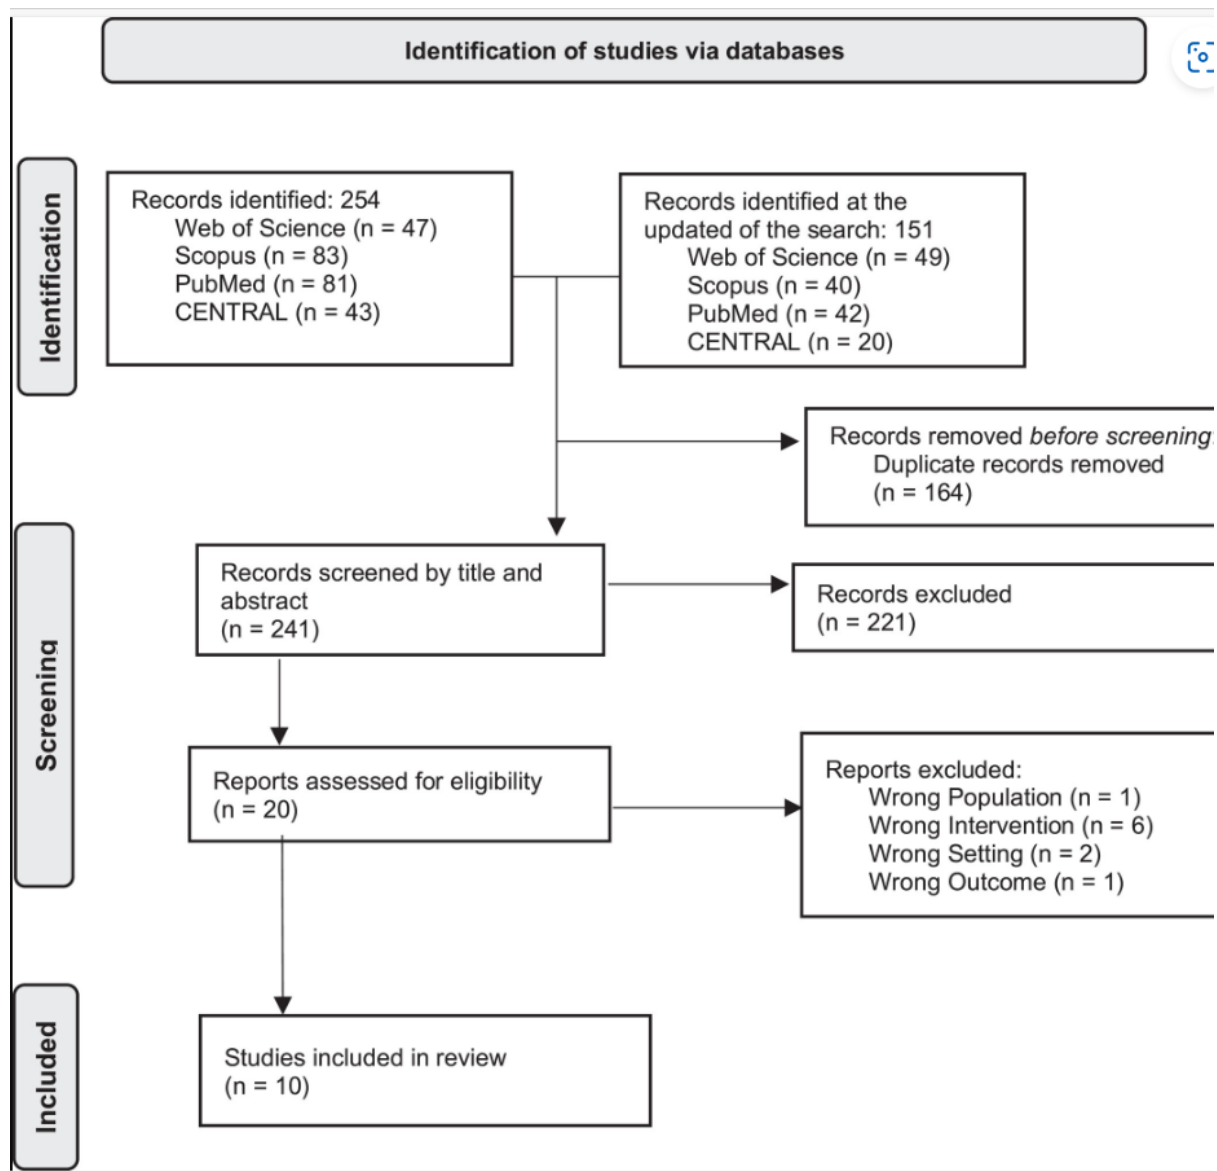 Identification of studies via databases
Identification
Records identified: 254
Web of Science (n = 47)
Scopus (n = 83)
PubMed (n = 81)
CENTRAL (n = 43)
Records identified at the
updated of the search: 151
Web of Science (n = 49)
Scopus (n = 40)
PubMed (n = 42)
CENTRAL (n = 20)
Records removed before screening:
Duplicate records removed
(n = 164)
Screening
Records screened by title and
abstract
(n = 241)
Records excluded
(n = 221)
Reports assessed for eligibility
(n = 20)
Reports excluded:
Wrong Population (n = 1)
Wrong Intervention (n = 6)
Wrong Setting (n = 2)
Wrong Outcome (n = 1)
Included
Studies included in review
(n = 10)